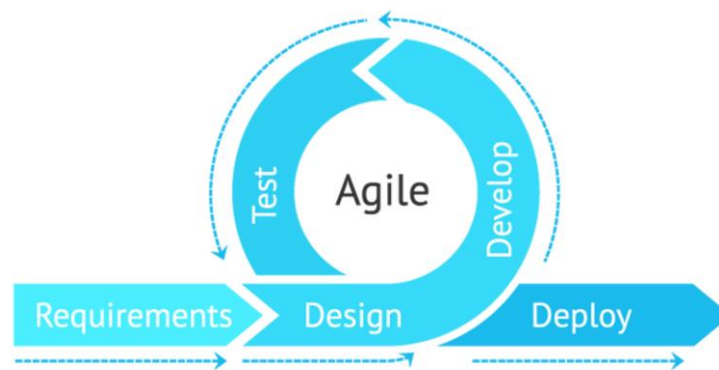 Agile
Test
Develop
Requirements
Design
Deploy